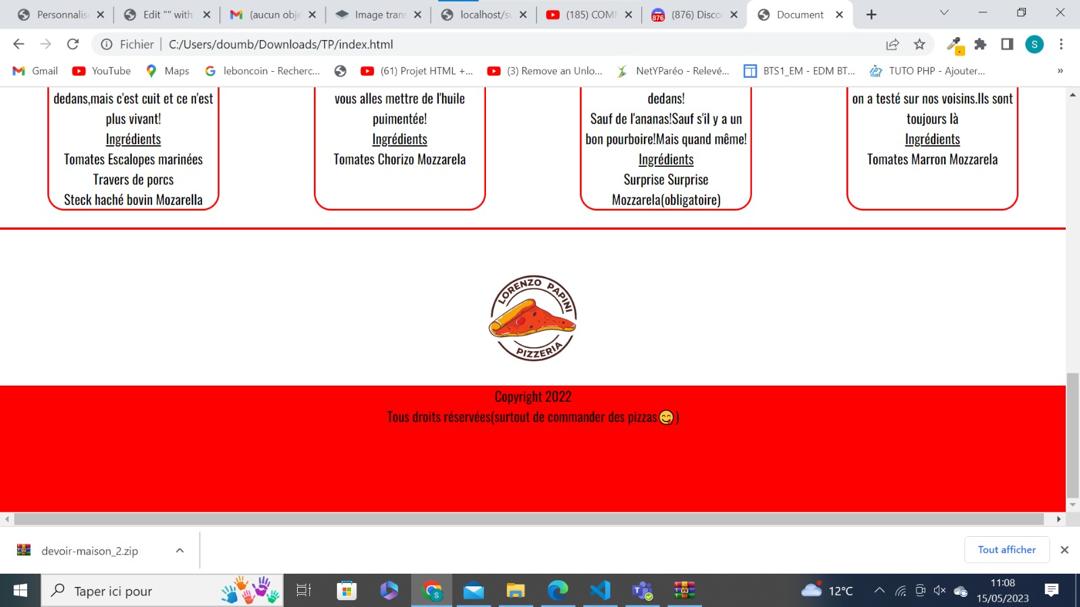 Personnalis
Edit "" with
(aucun obje
Image trans
localhost/su
(185) COM
(876) Disco
Document
Fichier
C:/Users/doumb/Downloads/TP/index.html
S
Gmail
YouTube
Maps
leboncoin - Recherc...
(61) Projet HTML +...
(3) Remove an Unlo...
NetYParéo - Relevé...
BTS1_EM - EDM BT...
TUTO PHP - Ajouter...
»
dedans,mais c'est cuit et ce n'est
plus vivant!
Ingrédients
Tomates Escalopes marinées
Travers de porcs
Steck haché bovin Mozarella
vous alles mettre de l'huile
puimentée!
Ingrédients
Tomates Chorizo Mozzarela
dedans!
Sauf de l'ananas!Sauf s'il y a un
bon pourboire!Mais quand même!
Ingrédients
Surprise Surprise
Mozzarela(obligatoire)
on a testé sur nos voisins.Ils sont
toujours là
Ingrédients
Tomates Marron Mozzarela
LORENZO PAPINI
PIZZERIA
Copyright 2022
Tous droits réservées(surtout de commander des pizzas😋)
devoir-maison_2.zip
Tout afficher
Taper ici pour
12°C
11:08
15/05/2023